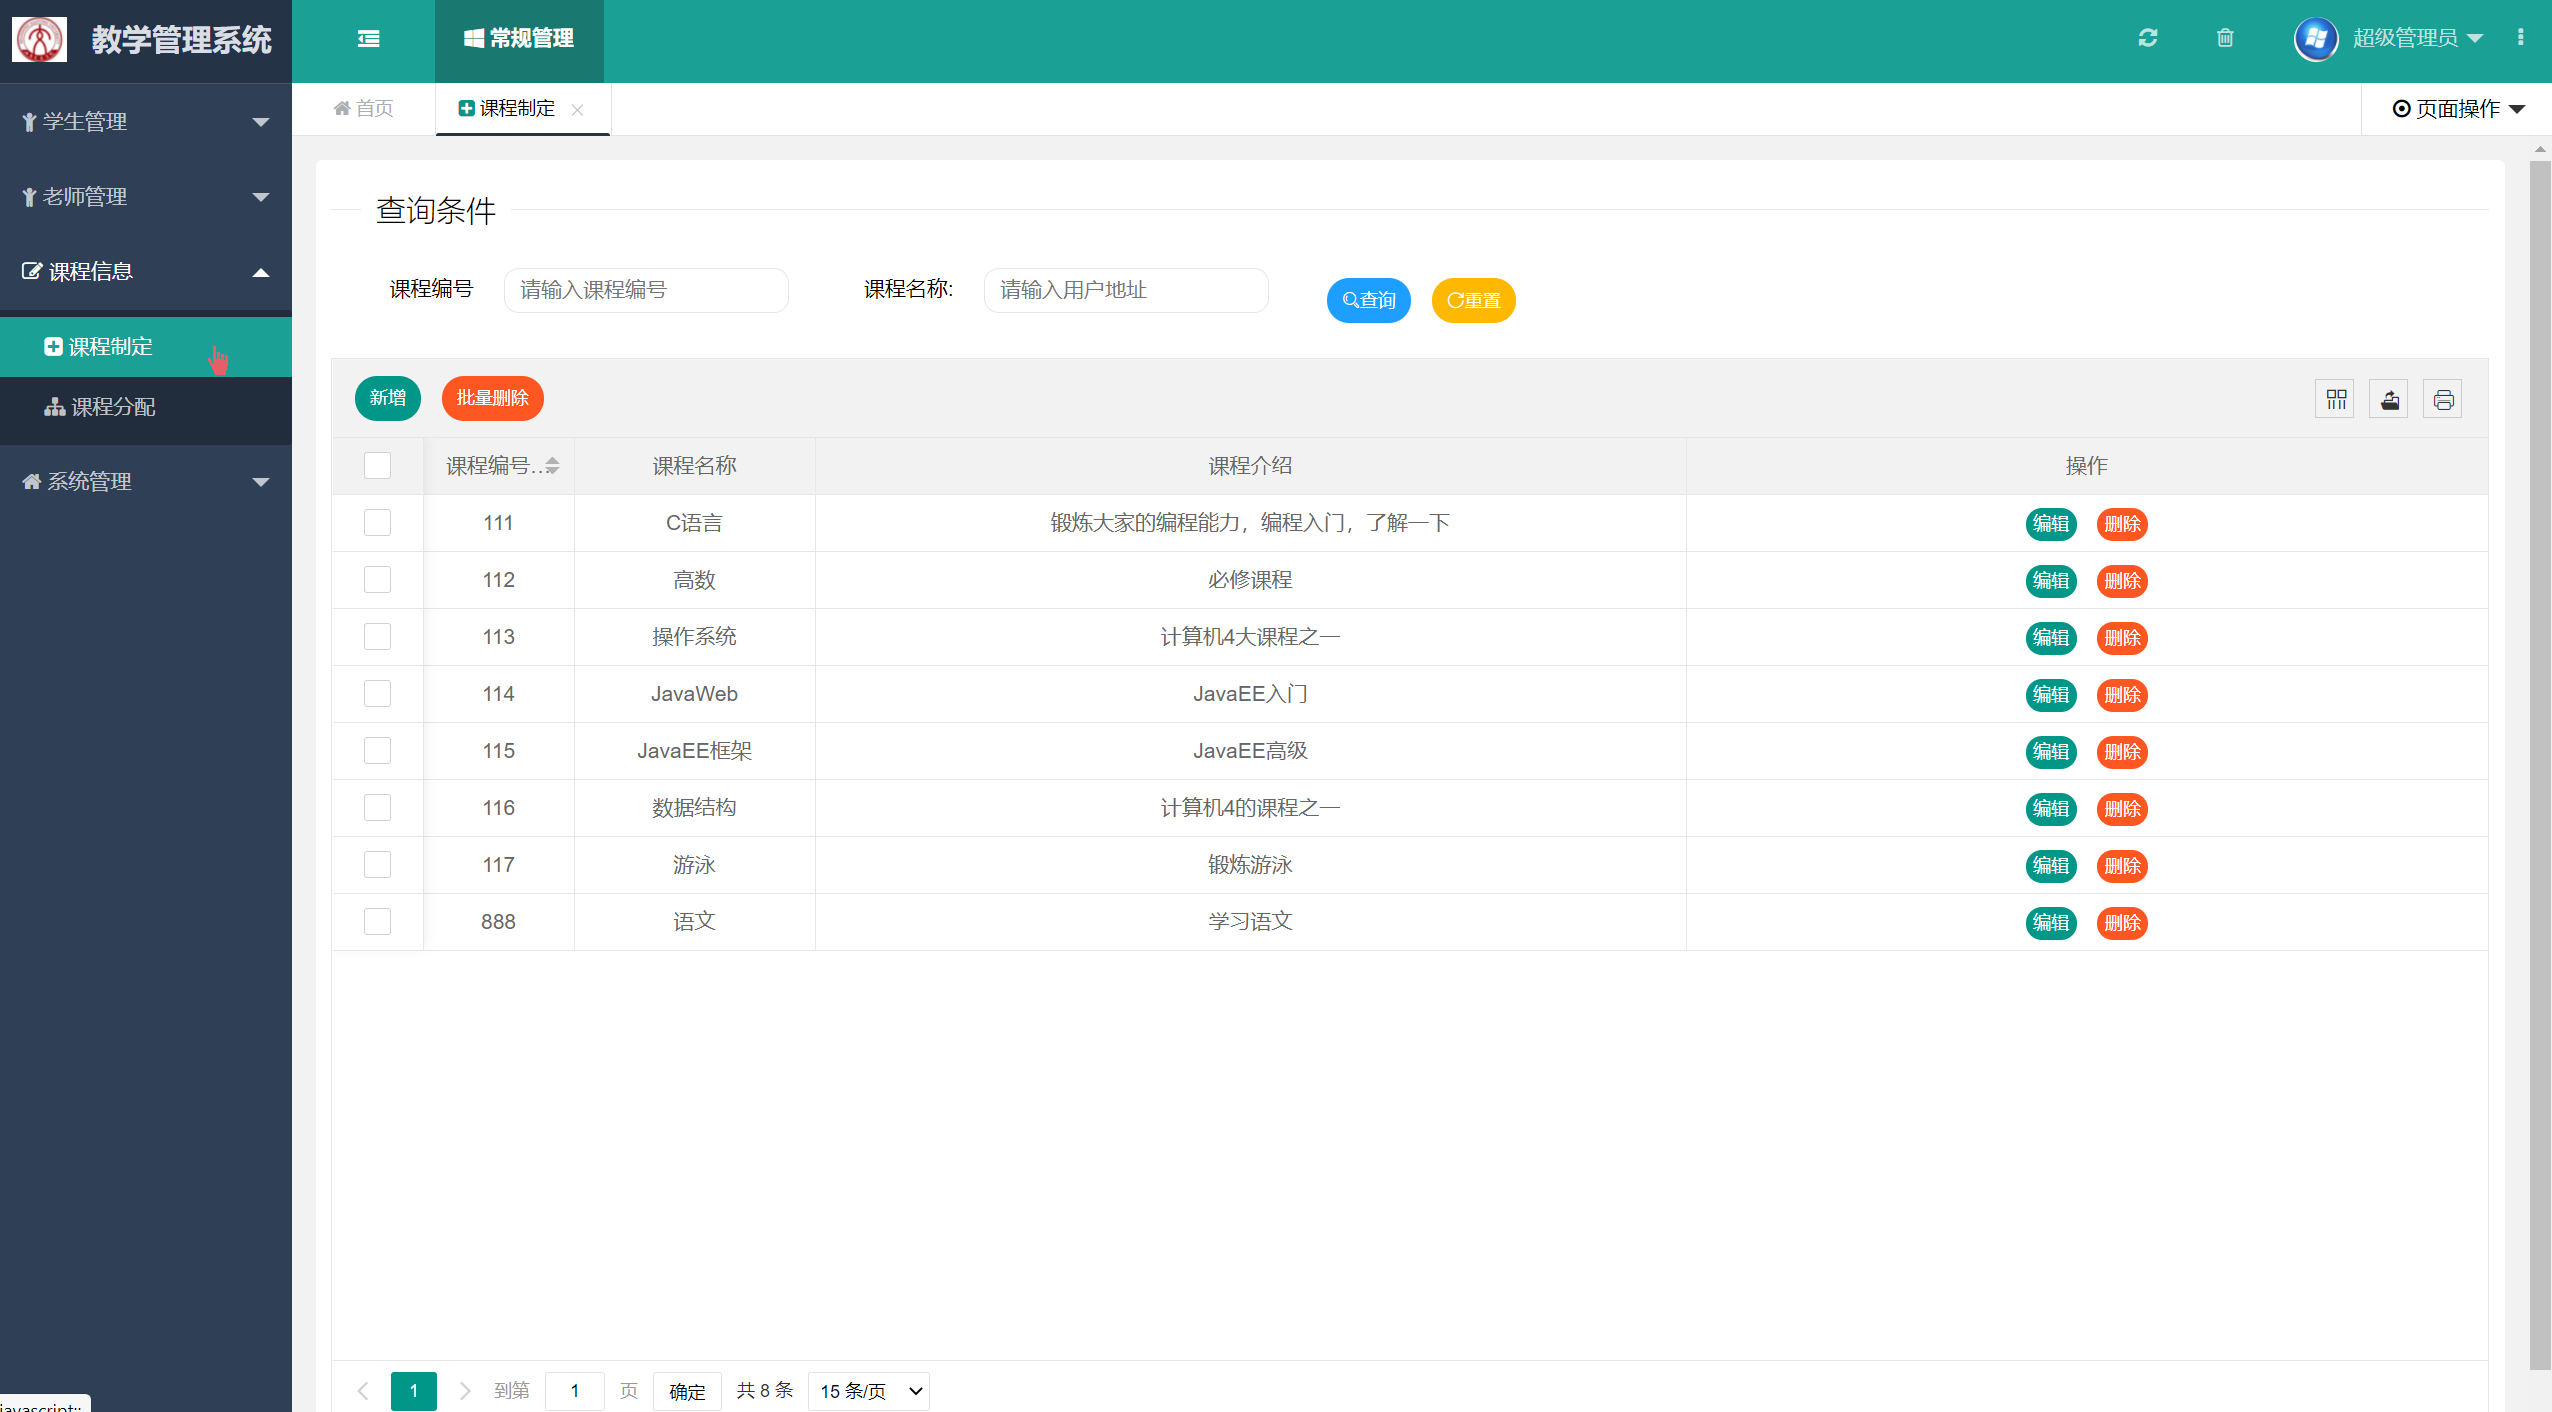 教学管理系统
常规管理
超级管理员
学生管理
老师管理
课程信息
课程制定
课程分配
系统管理
首页
课程制定
页面操作
查询条件
课程编号 请输入课程编号 课程名称: 请输入用户地址 查询 重置
新增 批量删除
课程编号... 课程名称 课程介绍 操作
111 C语言 锻炼大家的编程能力，编程入门，了解一下 编辑 删除
112 高数 必修课程 编辑 删除
113 操作系统 计算机4大课程之一 编辑 删除
114 JavaWeb JavaEE入门 编辑 删除
115 JavaEE框架 JavaEE高级 编辑 删除
116 数据结构 计算机4的课程之一 编辑 删除
117 游泳 锻炼游泳 编辑 删除
888 语文 学习语文 编辑 删除
1 到第 1 页 确定 共 8 条 15 条/页
javascript:;